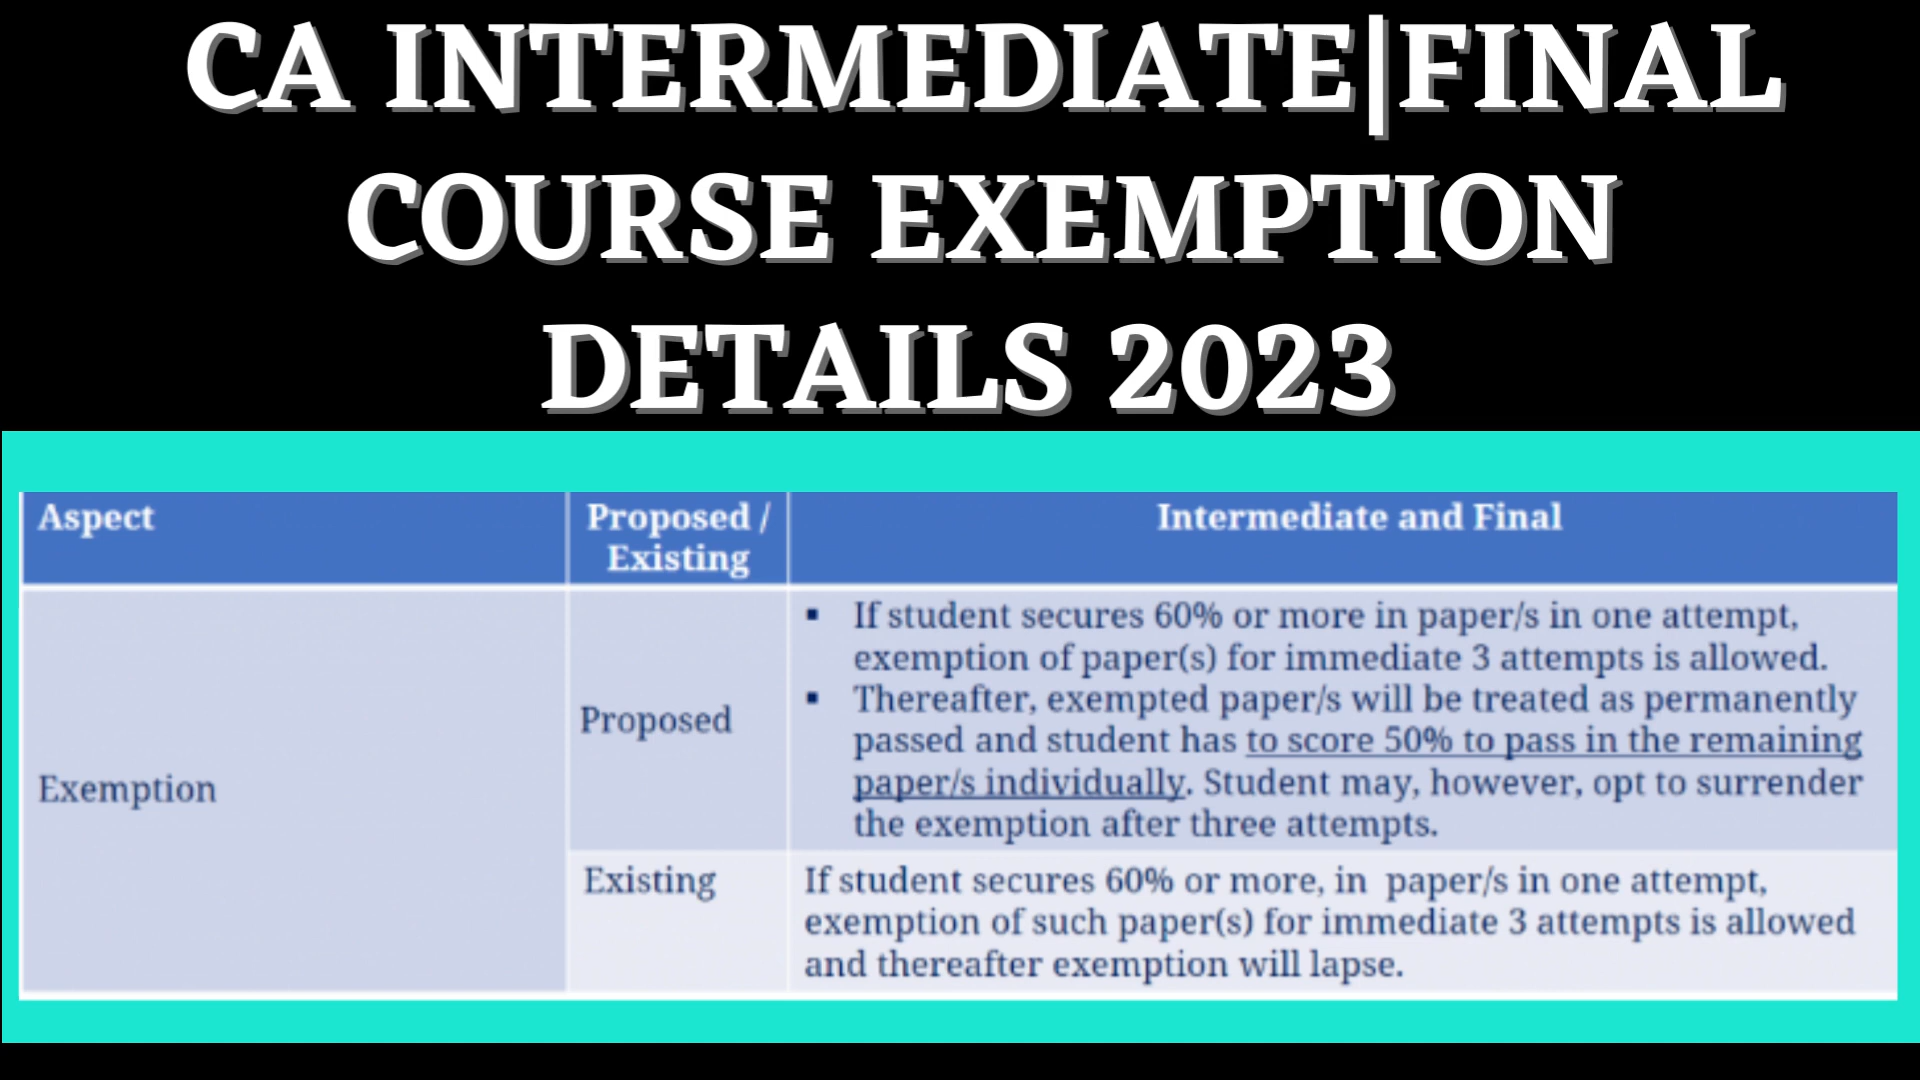 CA INTERMEDIATE|FINAL
COURSE EXEMPTION
DETAILS 2023
Aspect
Proposed /
Existing
Intermediate and Final
Exemption
Proposed
▪ If student secures 60% or more in paper/s in one attempt,
exemption of paper(s) for immediate 3 attempts is allowed.
▪ Thereafter, exempted paper/s will be treated as permanently
passed and student has to score 50% to pass in the remaining
paper/s individually. Student may, however, opt to surrender
the exemption after three attempts.
Existing
If student secures 60% or more, in paper/s in one attempt,
exemption of such paper(s) for immediate 3 attempts is allowed
and thereafter exemption will lapse.